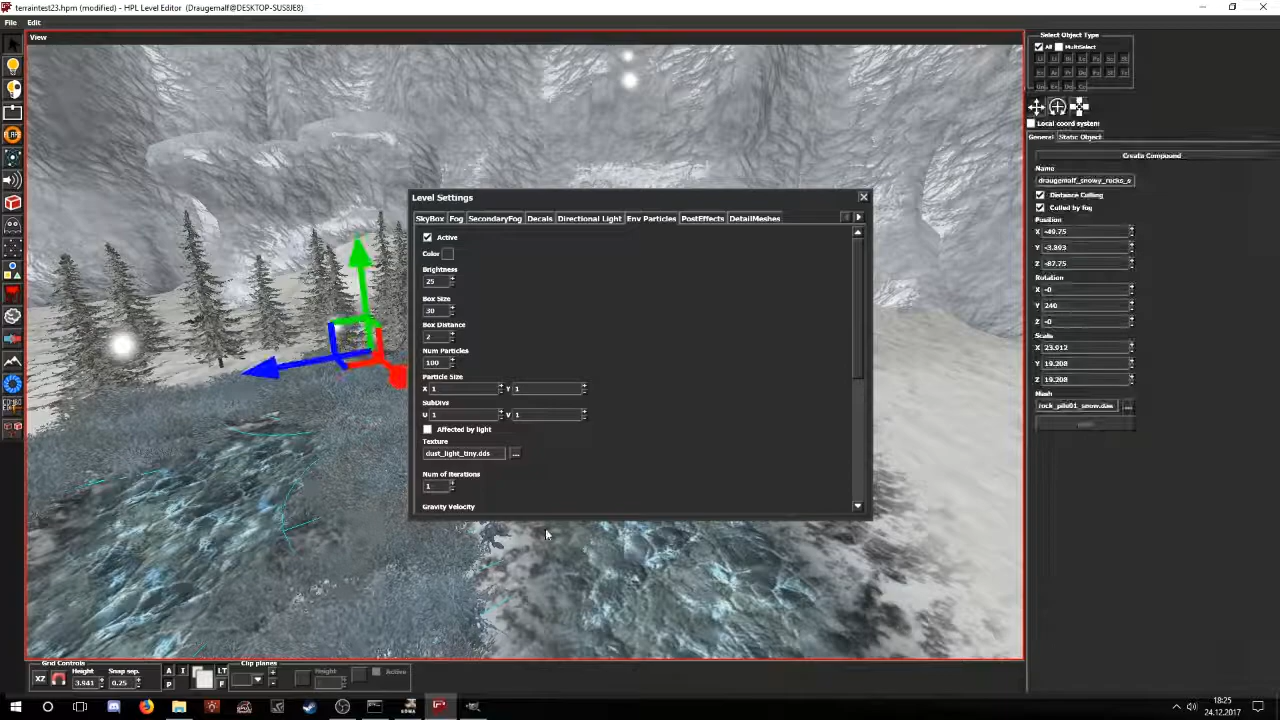 terraintest23.hpm (modified) - HPL Level Editor (Draugemalf@DESKTOP-SUS8JE8)
File Edit
View
Level Settings
SkyBox Fog SecondaryFog Decals Directional Light Env Particles PostEffects DetailMeshes
Active
Color
Brightness
25
Box Size
30
Box Distance
2
Num Particles
100
Particle Size
X 1 Y 1
SubDivs
U 1 V 1
Affected by light
Texture
dust_light_tiny.dds ...
Num of Iterations
1
Gravity Velocity
Select Object Type
All MultiSelect
Local coord system
General Static Object
Create Compound
Name
draugemalf_snowy_rocks_
Distance Culling
Culled by fog
Position
X -49.75
Y -3.893
Z -87.75
Rotation
X -0
Y 240
Z -0
Scale
X 23.912
Y 19.208
Z 19.208
Mesh
rock_pile01_snow.dae ...
Grid Controls
XZ Height 3.941 Snap sep. 0.25
A I LT
P F
Clip planes
Height Active
18:25
24.12.2017